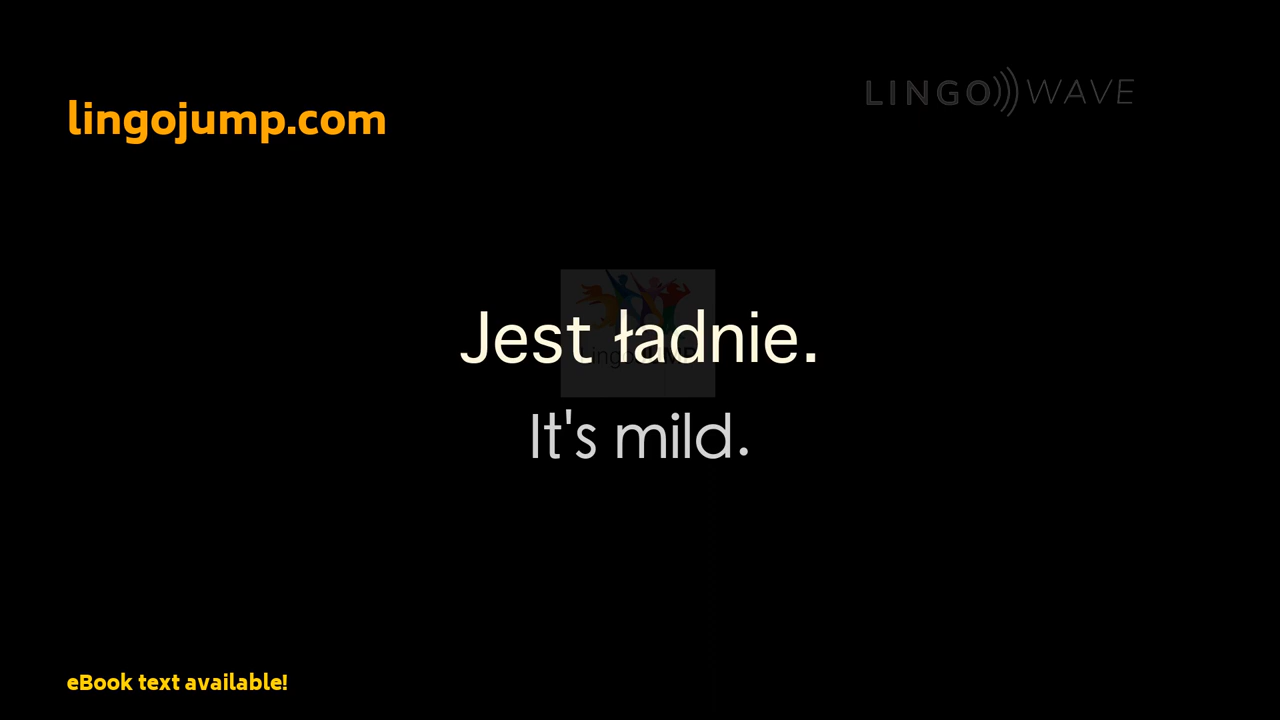 lingojump.com
LINGO WAVE
Jest ładnie.
It's mild.
eBook text available!